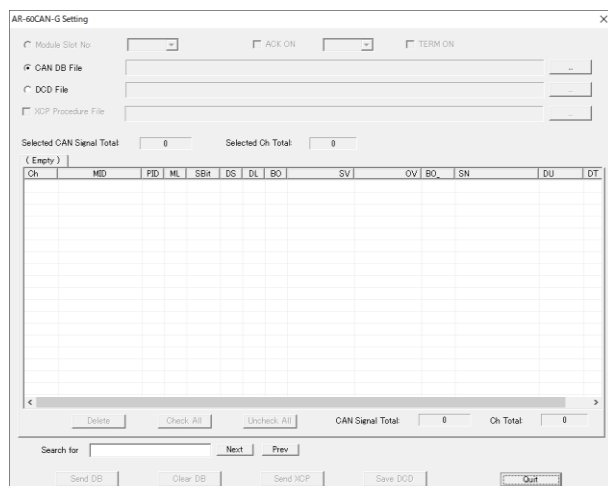 AR-60CAN-G Setting
Module Slot No ACK ON TERM ON
CAN DB File ...
DCD File ...
XCP Procedure File ...
Selected CAN Signal Total: 0 Selected Ch Total: 0
( Empty )
Ch MID PID ML SBit DS DL BO SV OV BO_ SN DU DT
Delete Check All Uncheck All CAN Signal Total: 0 Ch Total: 0
Search for Next Prev
Send DB Clear DB Send XCP Save DCD Quit